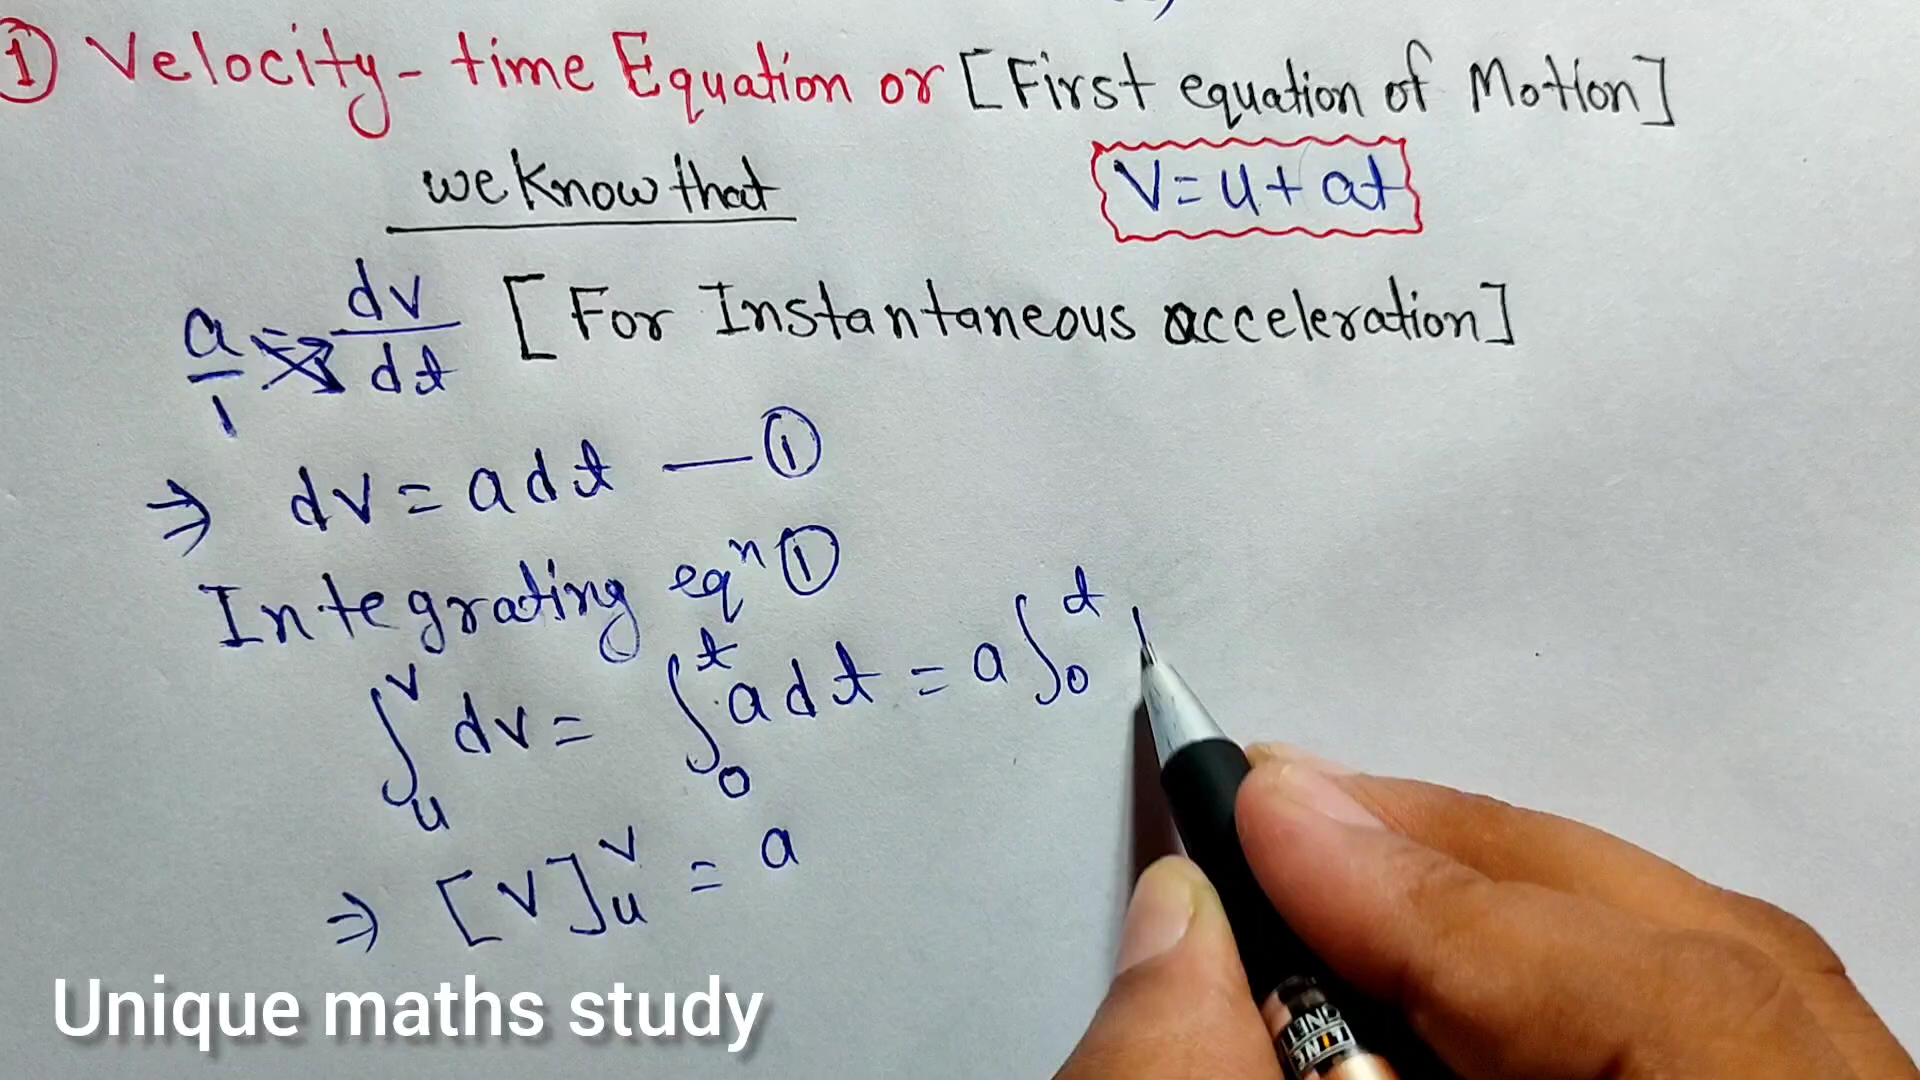 ① Velocity - time Equation or [First equation of Motion]
we know that
V = u + at
a/1 = dv/dt [For Instantaneous acceleration]
⇒ dv = a dt — ①
Integrating eqⁿ ①
∫ᵤᵛ dv = ∫₀ᵗ a dt = a ∫₀ᵗ
⇒ [V]ᵤᵛ = a
Unique maths study